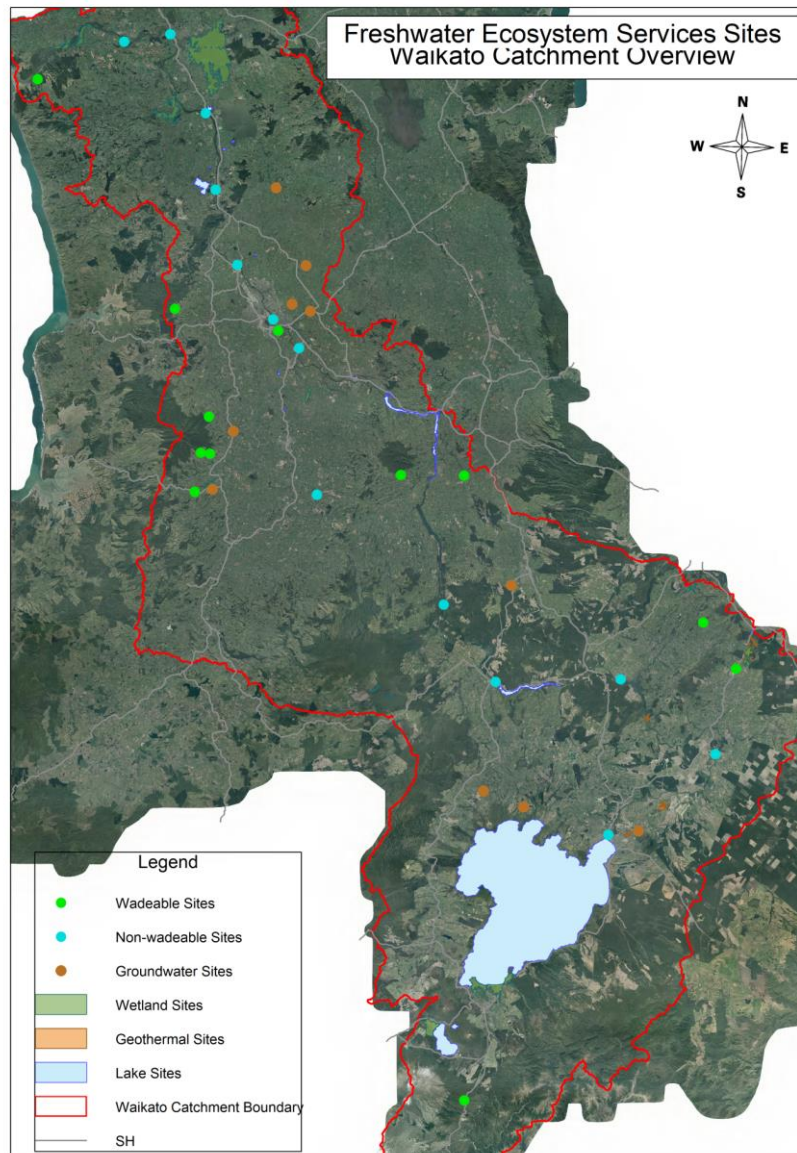 Freshwater Ecosystem Services Sites
Waikato Catchment Overview
N
W E
S
Legend
Wadeable Sites
Non-wadeable Sites
Groundwater Sites
Wetland Sites
Geothermal Sites
Lake Sites
Waikato Catchment Boundary
SH